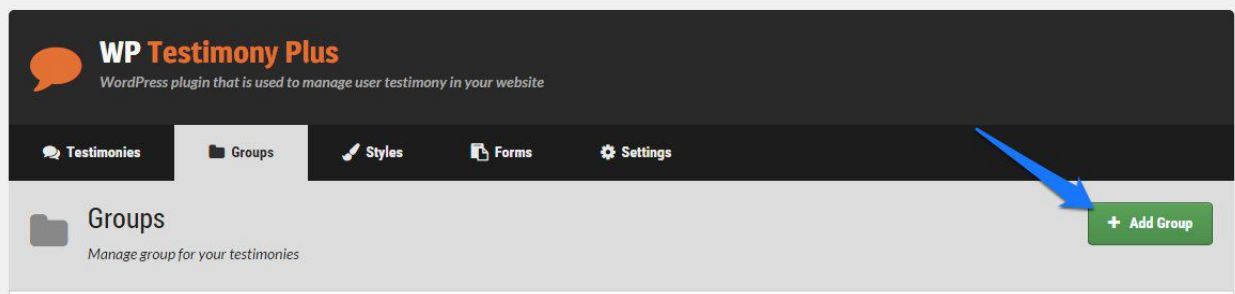 WP Testimony Plus
WordPress plugin that is used to manage user testimony in your website
Testimonies Groups Styles Forms Settings
Groups
Manage group for your testimonies
+ Add Group